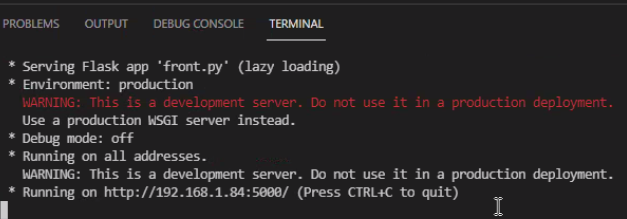 PROBLEMS OUTPUT DEBUG CONSOLE TERMINAL
* Serving Flask app 'front.py' (lazy loading)
* Environment: production
WARNING: This is a development server. Do not use it in a production deployment.
Use a production WSGI server instead.
* Debug mode: off
* Running on all addresses.
WARNING: This is a development server. Do not use it in a production deployment.
* Running on http://192.168.1.84:5000/ (Press CTRL+C to quit)